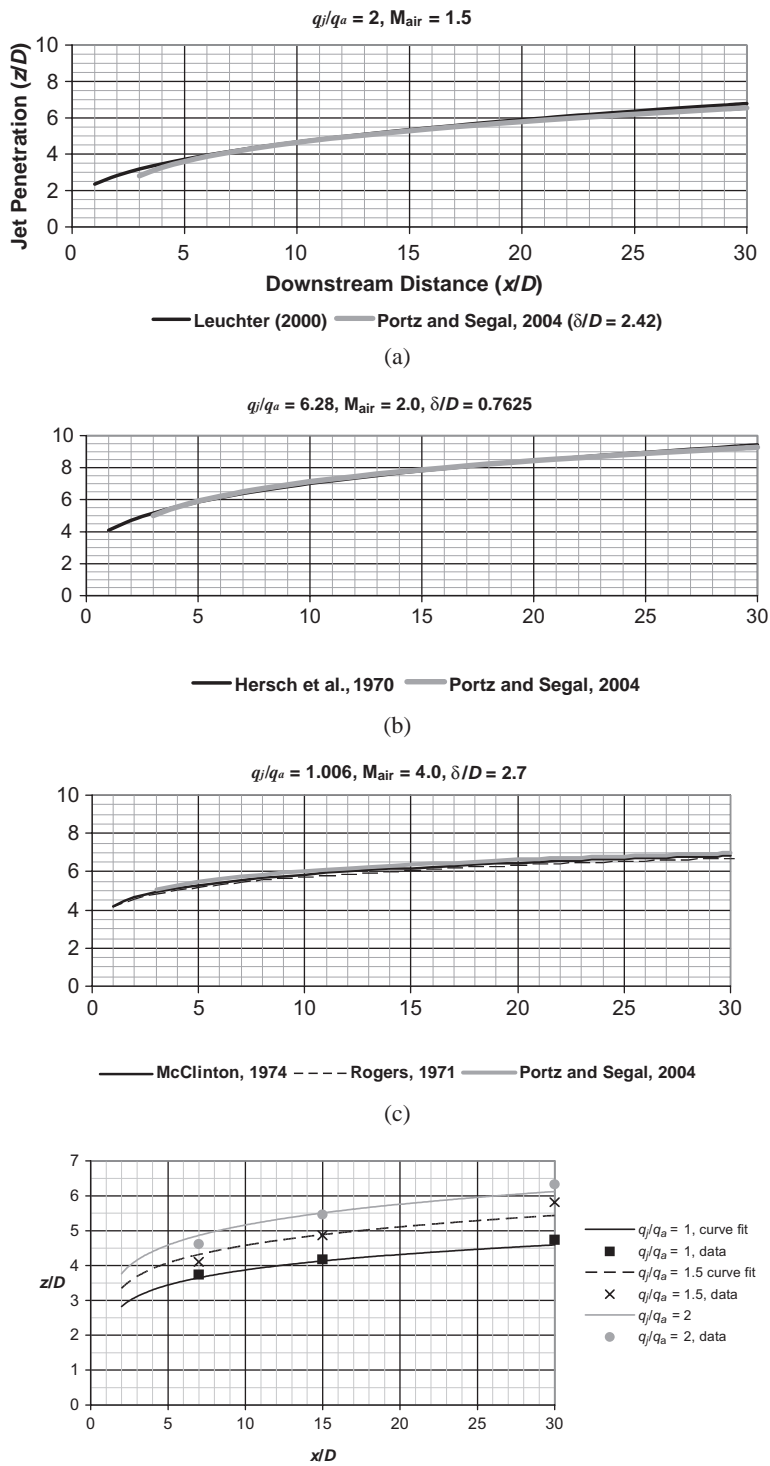 qj/qa = 2, Mair = 1.5
10
8
6
4
2
0
Jet Penetration (z/D)
0 5 10 15 20 25 30
Downstream Distance (x/D)
Leuchter (2000) Portz and Segal, 2004 (δ/D = 2.42)
(a)
qj/qa = 6.28, Mair = 2.0, δ/D = 0.7625
10
8
6
4
2
0
0 5 10 15 20 25 30
Hersch et al., 1970 Portz and Segal, 2004
(b)
qj/qa = 1.006, Mair = 4.0, δ/D = 2.7
10
8
6
4
2
0
0 5 10 15 20 25 30
McClinton, 1974 Rogers, 1971 Portz and Segal, 2004
(c)
7
6
5
4
3
2
1
0
z/D
0 5 10 15 20 25 30
x/D
qj/qa = 1, curve fit
qj/qa = 1, data
qj/qa = 1.5 curve fit
qj/qa = 1.5, data
qj/qa = 2
qj/qa = 2, data